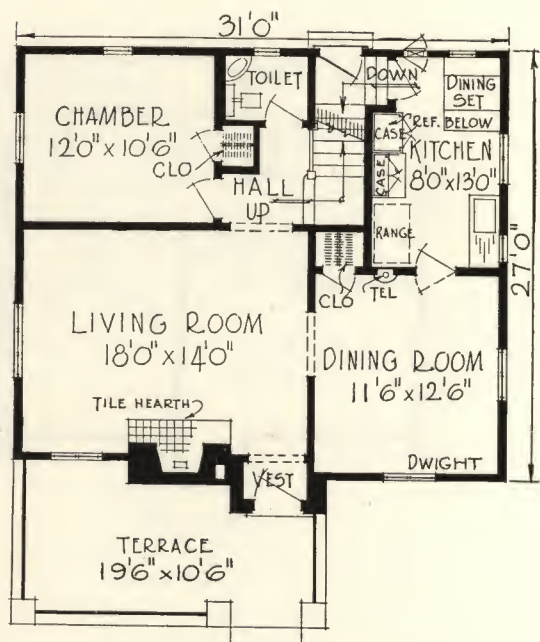 31'0"
TOILET
DOWN
DINING
SET
CHAMBER
12'0" x 10'6"
CLO
CASE
REF. BELOW
KITCHEN
8'0" x 13'0"
CASE
HALL
UP
RANGE
27'0"
CLO
TEL
LIVING ROOM
18'0" x 14'0"
DINING ROOM
11'6" x 12'6"
TILE HEARTH
DWIGHT
VEST
TERRACE
19'6" x 10'6"